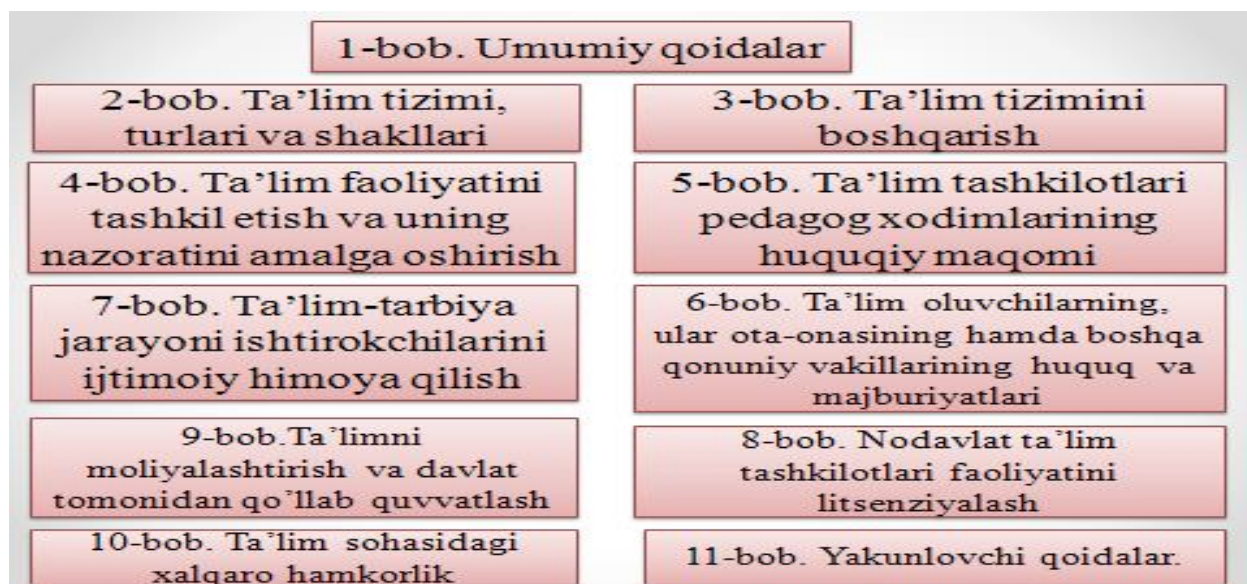 1-bob. Umumiy qoidalar
2-bob. Ta’lim tizimi,
turlari va shakllari
3-bob. Ta’lim tizimini
boshqarish
4-bob. Ta’lim faoliyatini
tashkil etish va uning
nazoratini amalga oshirish
5-bob. Ta’lim tashkilotlari
pedagog xodimlarining
huquqiy maqomi
7-bob. Ta’lim-tarbiya
jarayoni ishtirokchilarini
ijtimoiy himoya qilish
6-bob. Ta’lim oluvchilarning,
ular ota-onasining hamda boshqa
qonuniy vakillarining huquq va
majburiyatlari
9-bob.Ta’limni
moliyalashtirish va davlat
tomonidan qo’llab quvvatlash
8-bob. Nodavlat ta’lim
tashkilotlari faoliyatini
litsenziyalash
10-bob. Ta’lim sohasidagi
xalqaro hamkorlik
11-bob. Yakunlovchi qoidalar.